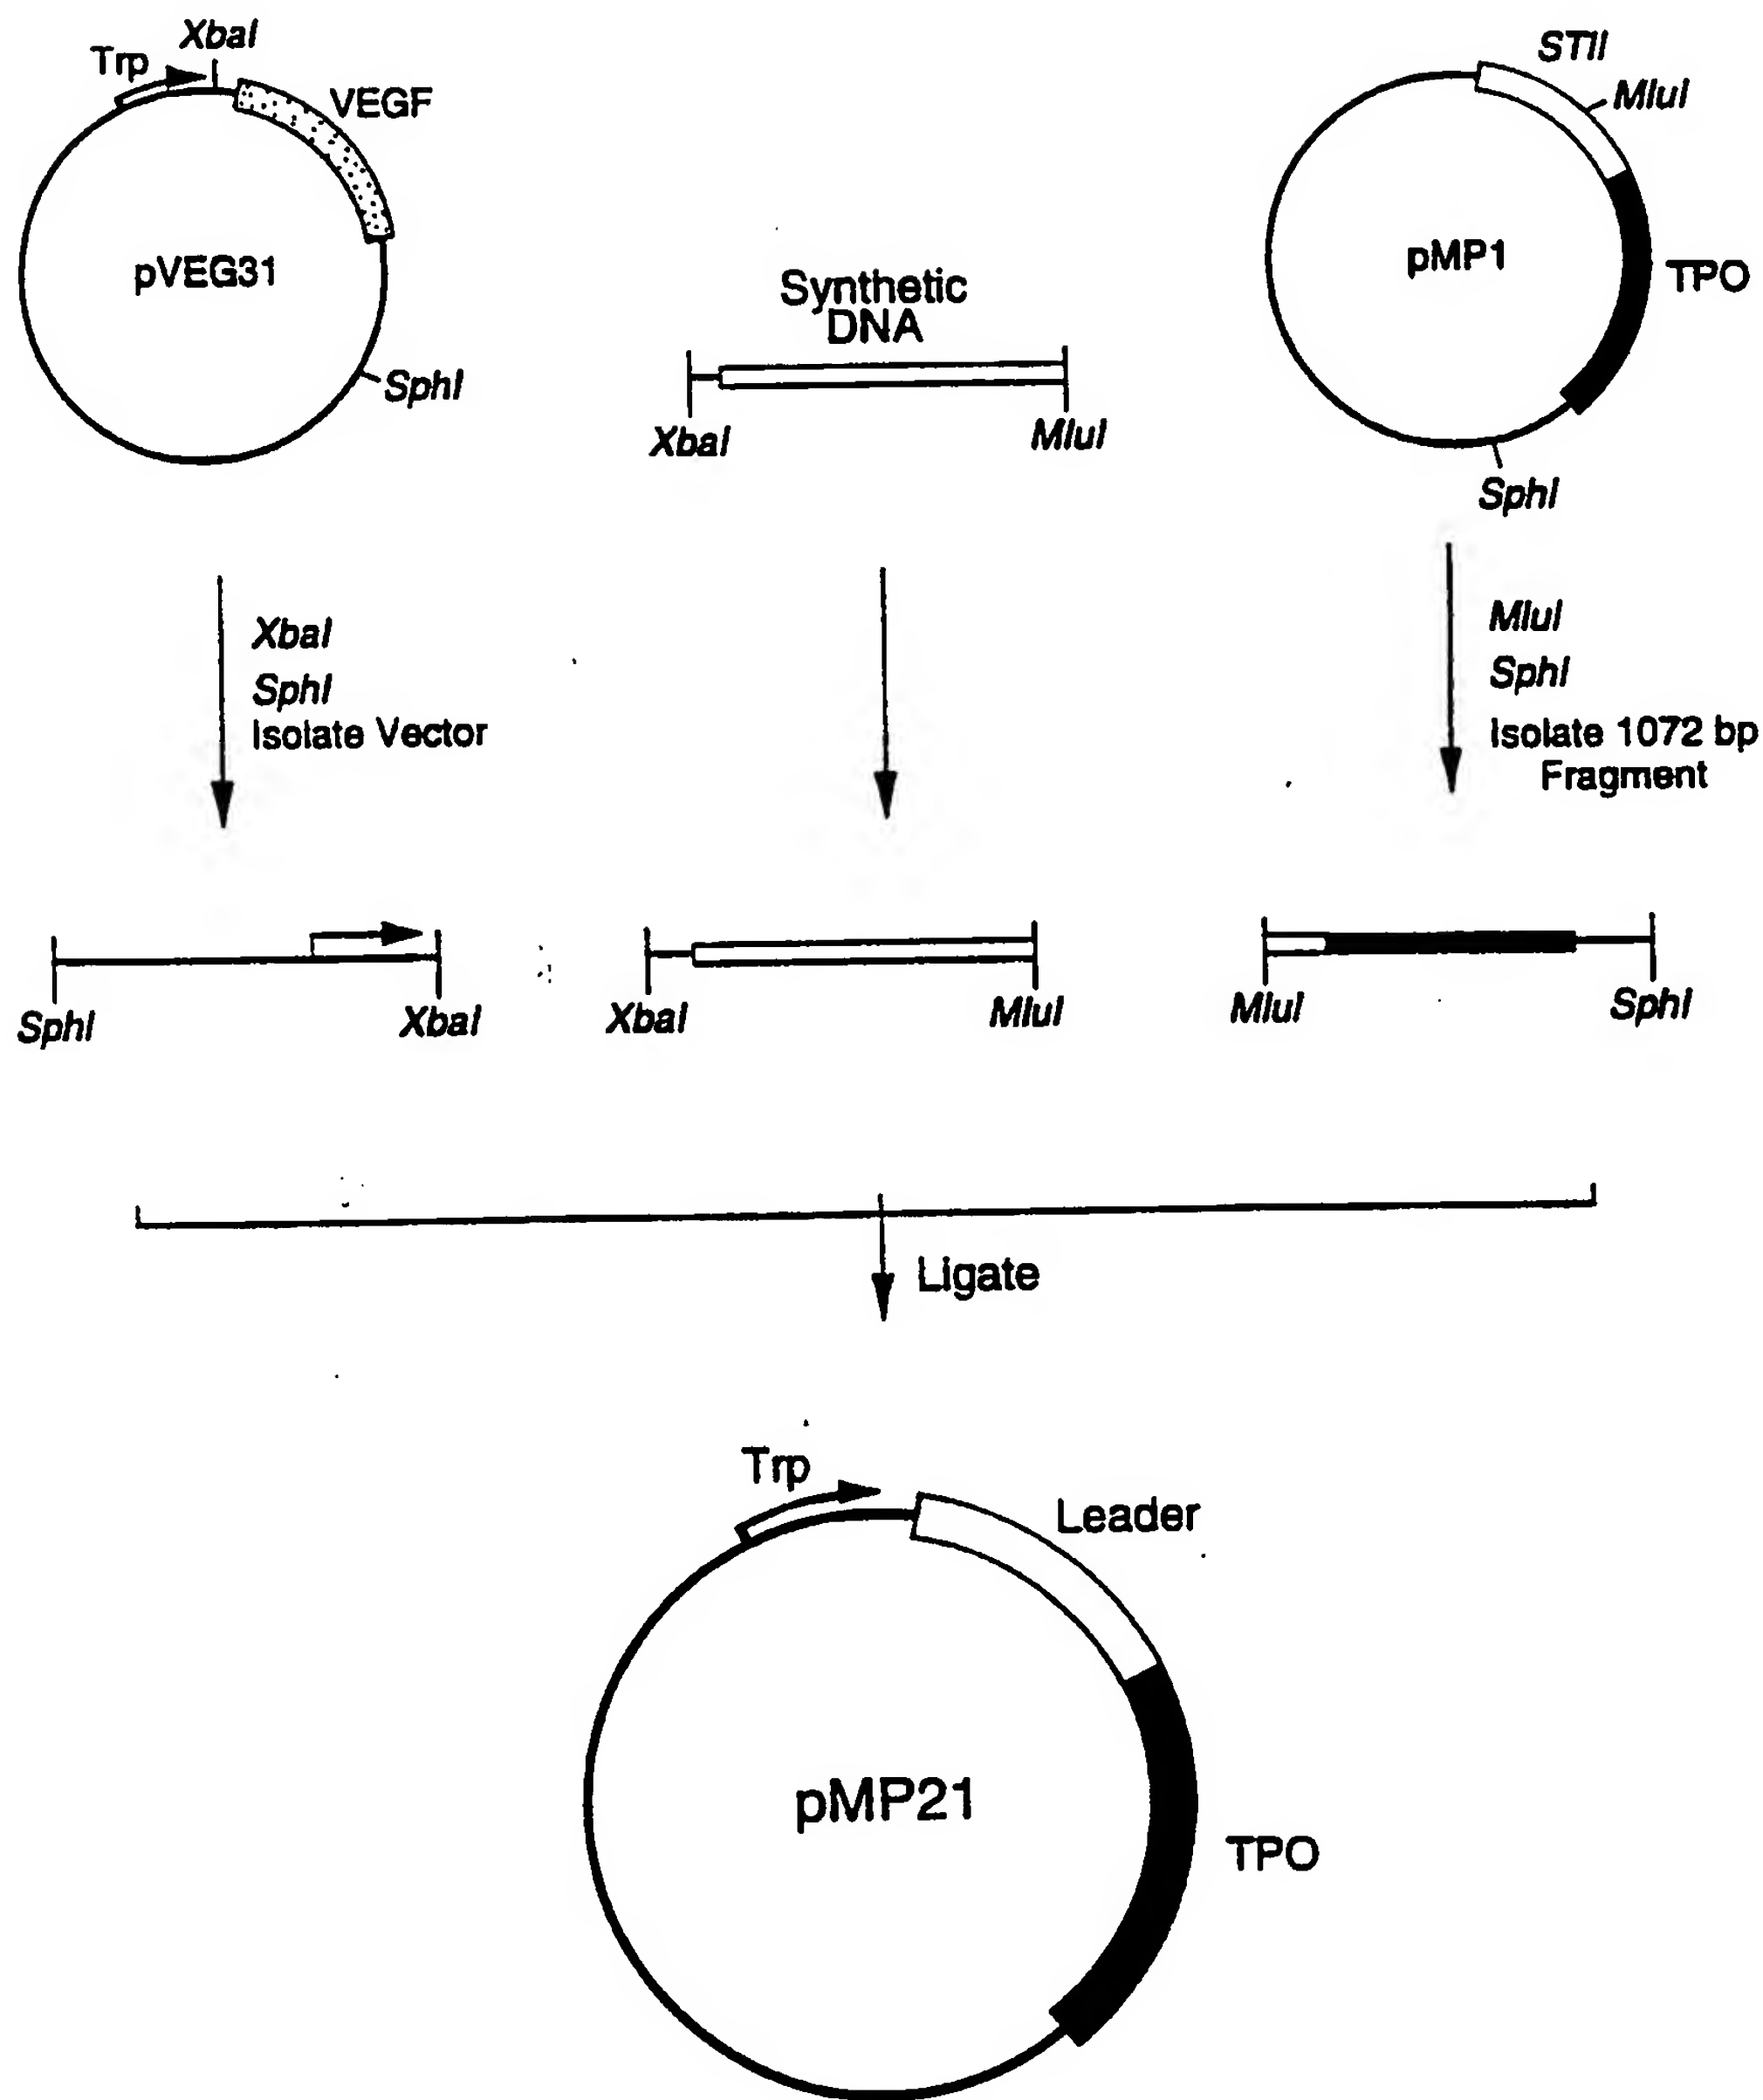 XbaI
Trp
VEGF
pVEG31
SphI
Synthetic
DNA
XbaI
MluI
STII
MluI
pMP1
TPO
SphI
XbaI
SphI
Isolate Vector
MluI
SphI
Isolate 1072 bp
Fragment
SphI
XbaI
XbaI
MluI
MluI
SphI
Ligate
Trp
Leader
pMP21
TPO